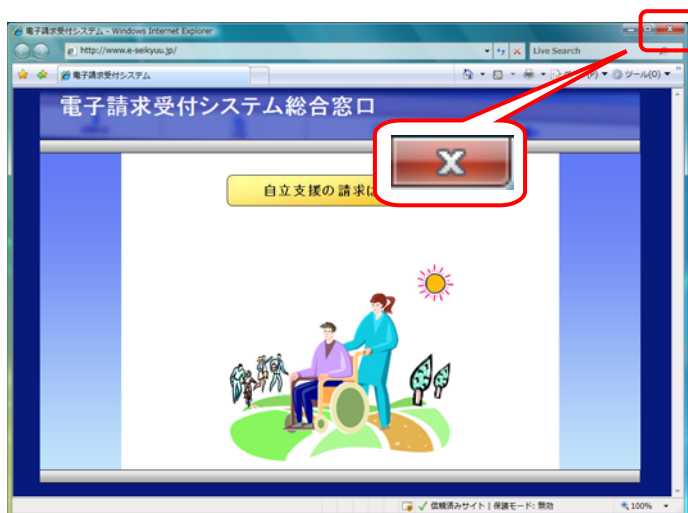 電子請求受付システム - Windows Internet Explorer
http://www.e-seikyuu.jp/
Live Search
電子請求受付システム
ツール(O)
電子請求受付システム総合窓口
自立支援の請求は
信頼済みサイト | 保護モード: 無効
100%